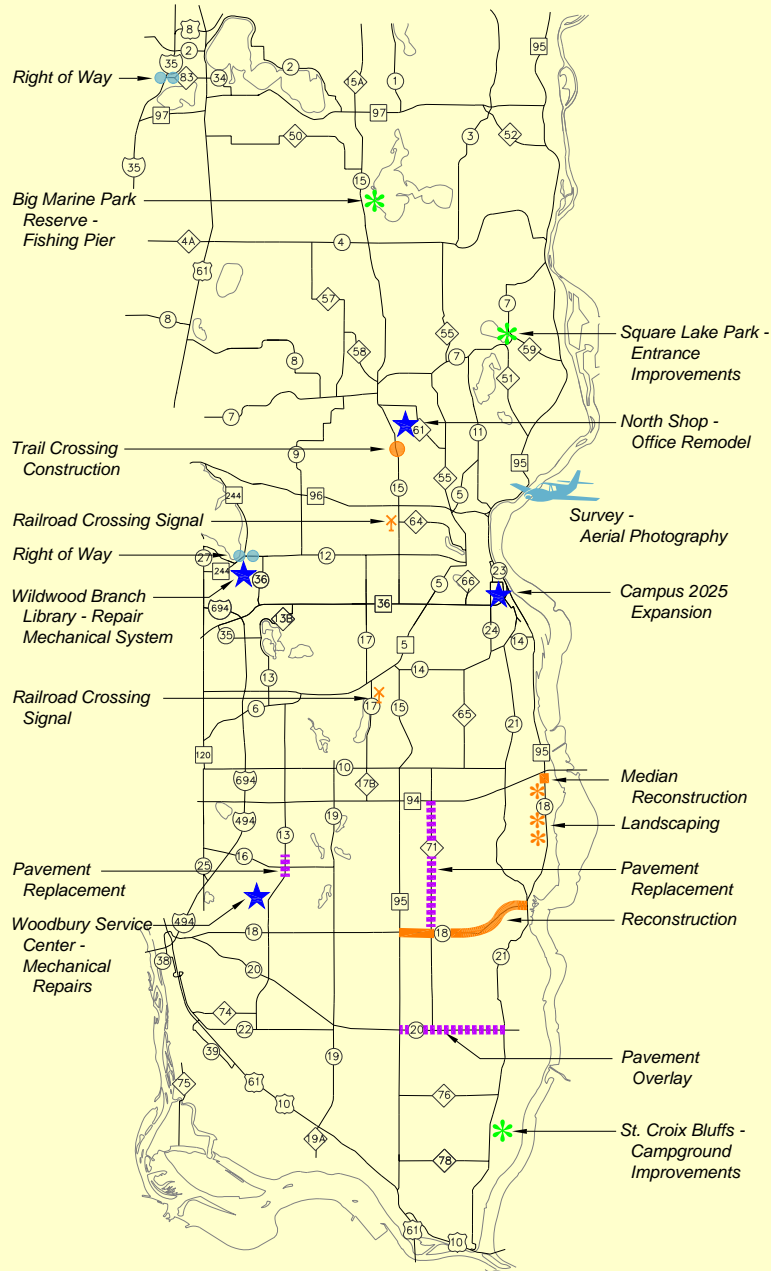 8
95
35
2
2
Right of Way
83
34
15A
1
97
97
3
52
50
35
15
Big Marine Park
Reserve -
Fishing Pier
4A
4
61
57
7
8
55
Square Lake Park -
Entrance
Improvements
58
7
59
8
51
7
61
11
North Shop -
Office Remodel
Trail Crossing
Construction
9
95
55
244
96
15
5
Survey -
Aerial Photography
Railroad Crossing Signal
64
Right of Way
27
12
244
36
5
66
23
Wildwood Branch
Library - Repair
Mechanical System
694
36
Campus 2025
Expansion
35
17
24
14
5
13
14
Railroad Crossing
Signal
6
17
15
65
21
120
95
10
694
17B
Median
Reconstruction
94
18
494
19
Landscaping
13
71
16
25
Pavement
Replacement
Pavement
Replacement
95
Woodbury Service
Center -
Mechanical
Repairs
494
18
18
Reconstruction
38
20
21
74
22
20
39
19
Pavement
Overlay
75
61
10
76
19A
St. Croix Bluffs -
Campground
Improvements
78
61
10